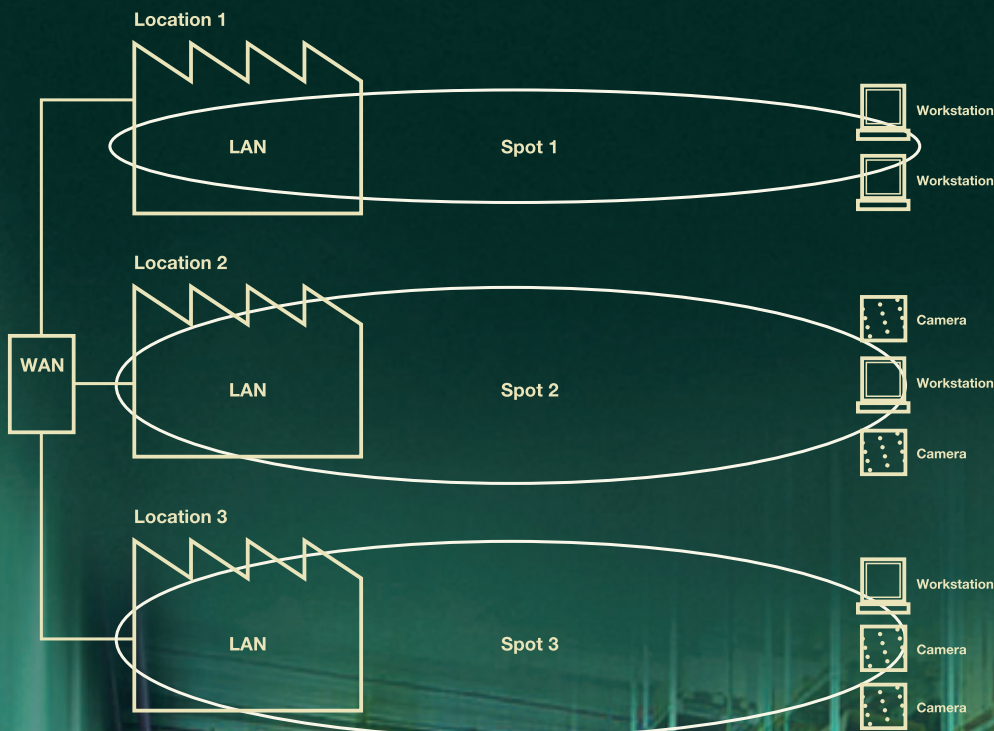 Location 1
LAN
Spot 1
Workstation
Workstation
Location 2
WAN
LAN
Spot 2
Camera
Workstation
Camera
Location 3
LAN
Spot 3
Workstation
Camera
Camera